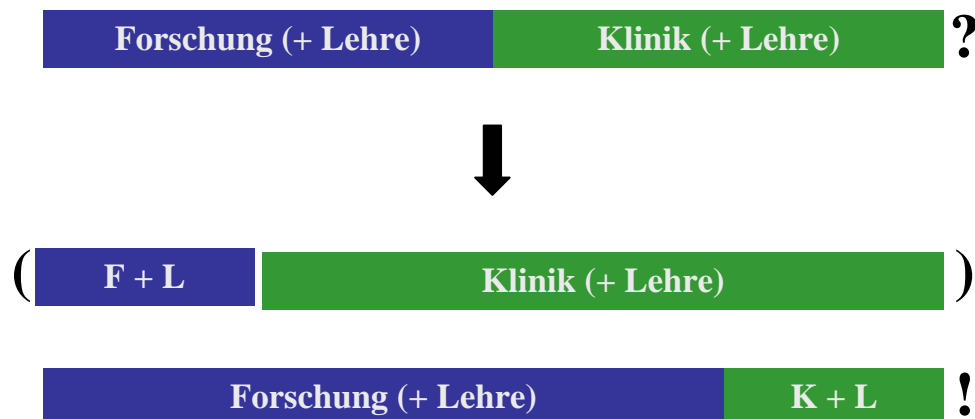 Forschung (+ Lehre) Klinik (+ Lehre) ?
( F + L Klinik (+ Lehre) )
Forschung (+ Lehre) K + L !